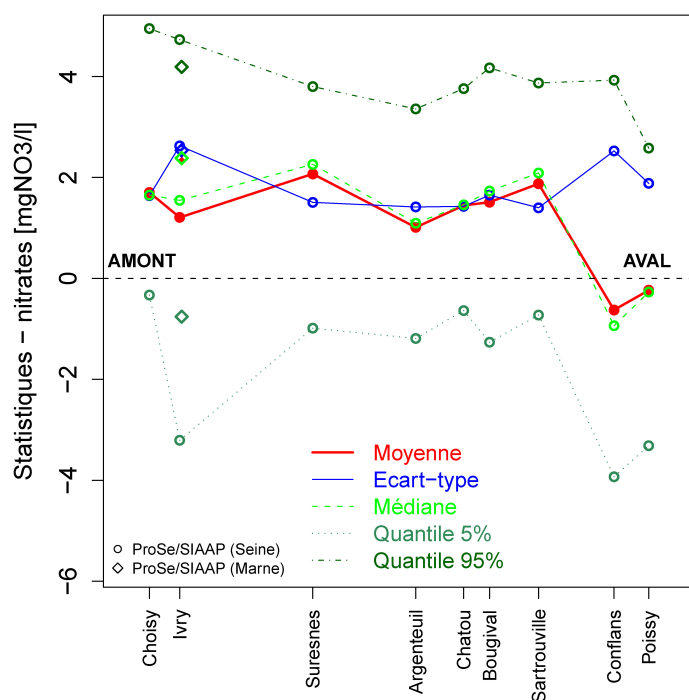 Statistiques − nitrates [mgNO3/l]
4
2
0
−2
−4
−6
AMONT
AVAL
Moyenne
Ecart−type
Médiane
Quantile 5%
Quantile 95%
ProSe/SIAAP (Seine)
ProSe/SIAAP (Marne)
Choisy
Ivry
Suresnes
Argenteuil
Chatou
Bougival
Sartrouville
Conflans
Poissy